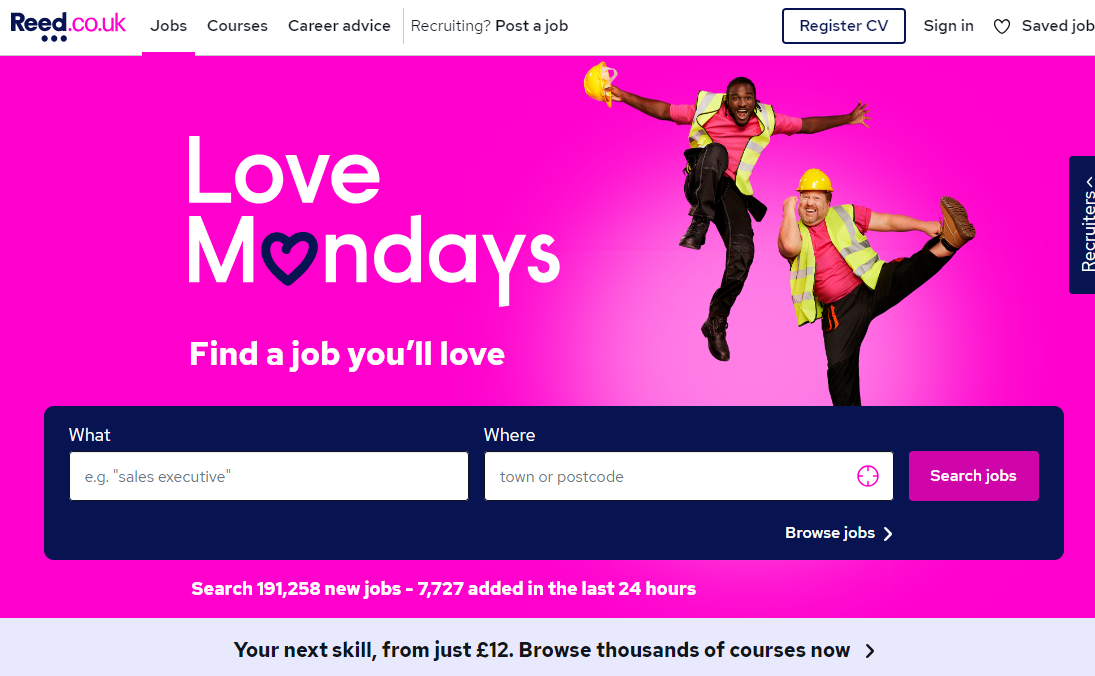 Reed.co.uk
Jobs
Courses
Career advice
Recruiting? Post a job
Register CV
Sign in
Saved job
Love
Mondays
Find a job you’ll love
Recruiters
What
Where
e.g. "sales executive"
town or postcode
Search jobs
Browse jobs
Search 191,258 new jobs - 7,727 added in the last 24 hours
Your next skill, from just £12. Browse thousands of courses now